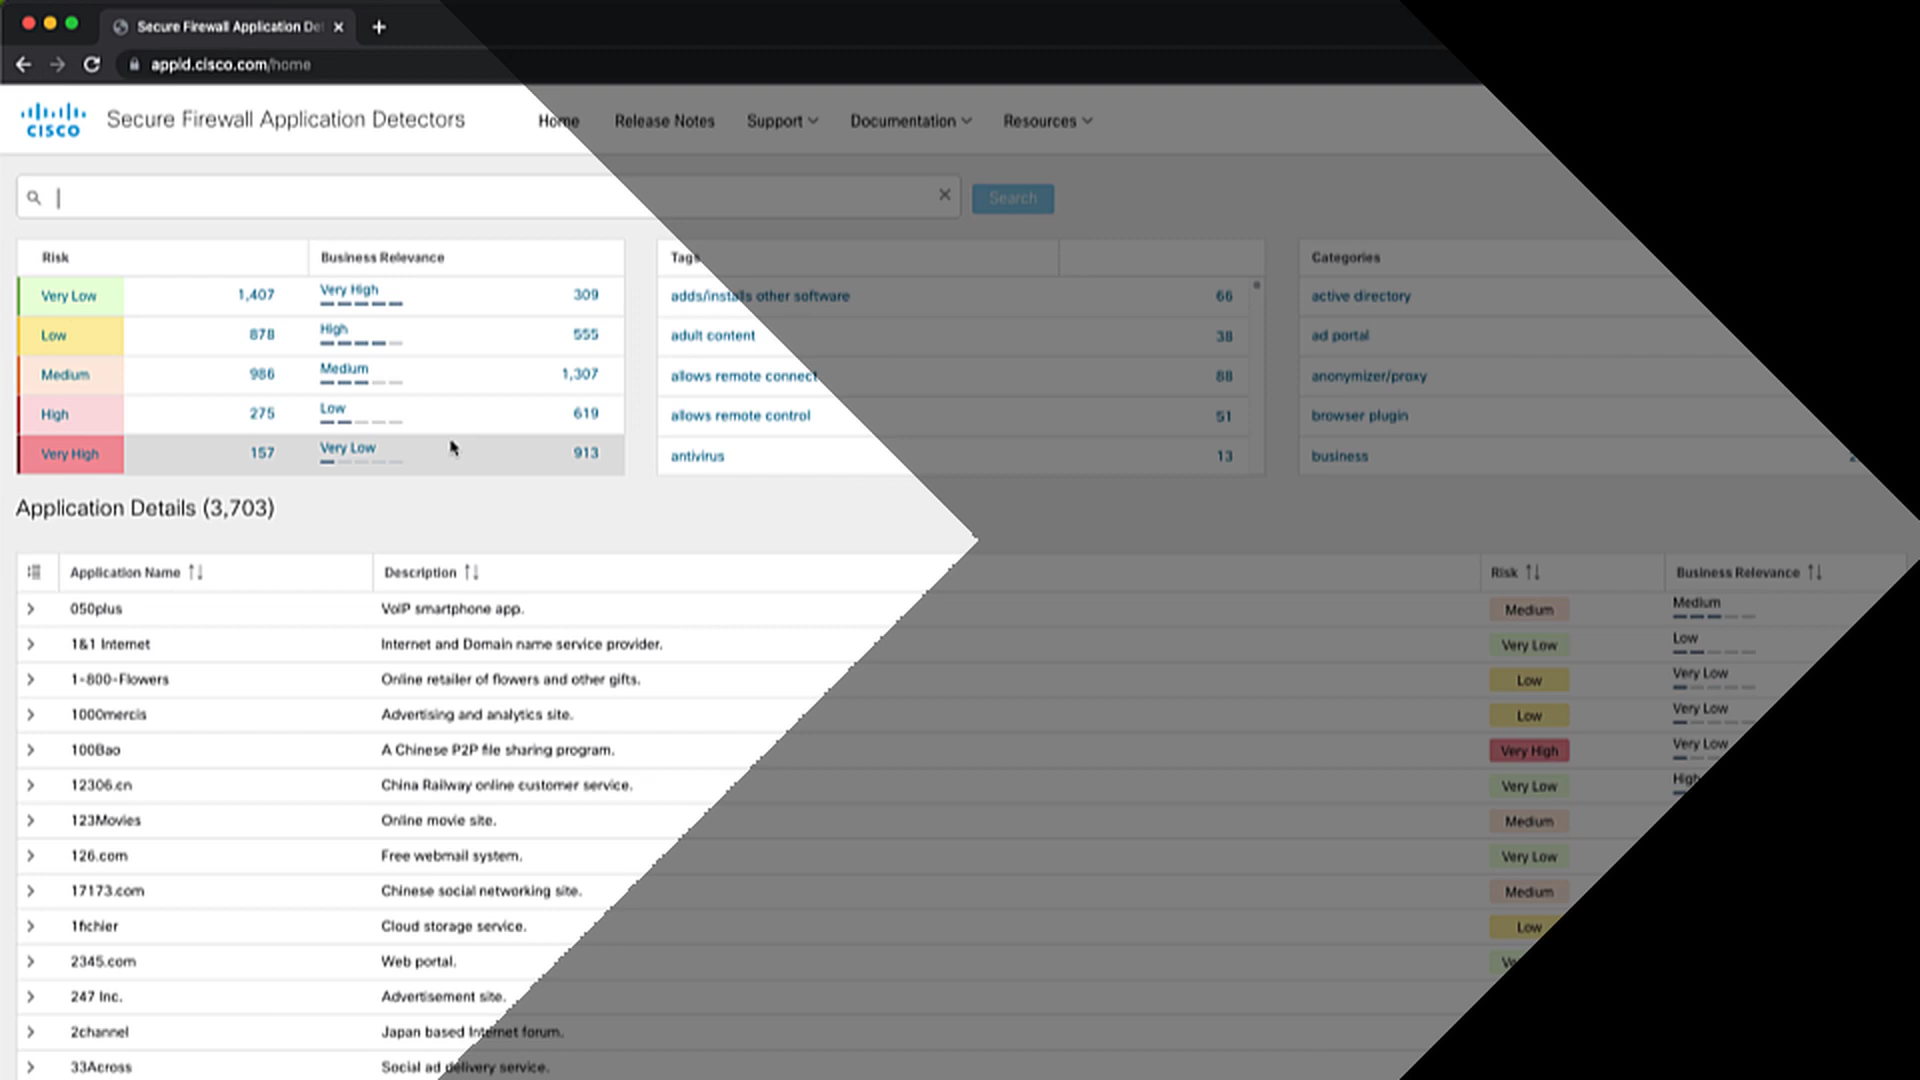 Secure Firewall Application De
appid.cisco.com/home
CISCO
Secure Firewall Application Detectors
Home Release Notes Support Documentation Resources
Search
Risk Business Relevance Tags Categories
Very Low 1,407 Very High 309 adds/installs other software 66 active directory
Low 878 High 555 adult content 38 ad portal
Medium 986 Medium 1,307 allows remote connect 88 anonymizer/proxy
High 275 Low 619 allows remote control 51 browser plugin
Very High 157 Very Low 913 antivirus 13 business
Application Details (3,703)
Application Name Description Risk Business Relevance
050plus VoIP smartphone app. Medium Medium
1&1 Internet Internet and Domain name service provider. Very Low Low
1-800-Flowers Online retailer of flowers and other gifts. Low Very Low
1000mercis Advertising and analytics site. Low Very Low
100Bao A Chinese P2P file sharing program. Very High Very Low
12306.cn China Railway online customer service. Very Low High
123Movies Online movie site. Medium
126.com Free webmail system. Very Low
17173.com Chinese social networking site. Medium
1fichier Cloud storage service. Low
2345.com Web portal.
247 Inc. Advertisement site.
2channel Japan based Internet forum.
33Across Social ad delivery service.